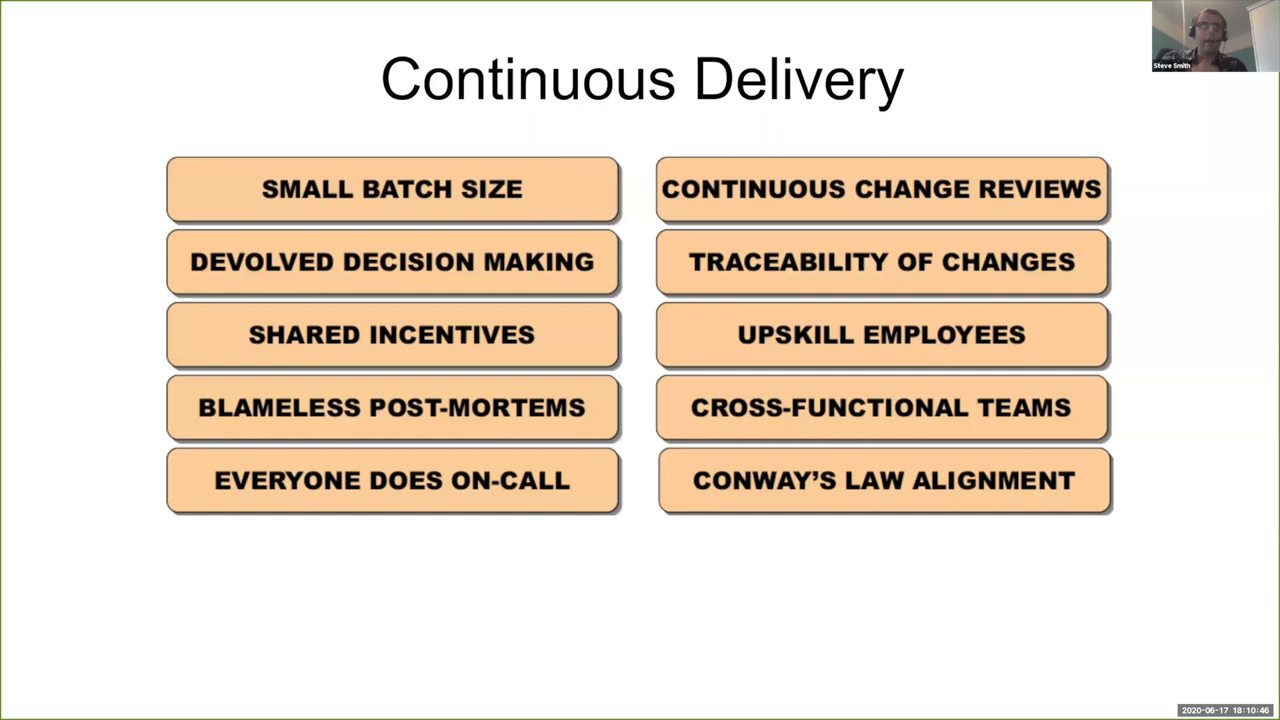 Steve Smith
Continuous Delivery
SMALL BATCH SIZE
CONTINUOUS CHANGE REVIEWS
DEVOLVED DECISION MAKING
TRACEABILITY OF CHANGES
SHARED INCENTIVES
UPSKILL EMPLOYEES
BLAMELESS POST-MORTEMS
CROSS-FUNCTIONAL TEAMS
EVERYONE DOES ON-CALL
CONWAY’S LAW ALIGNMENT
2020-06-17 18:10:46